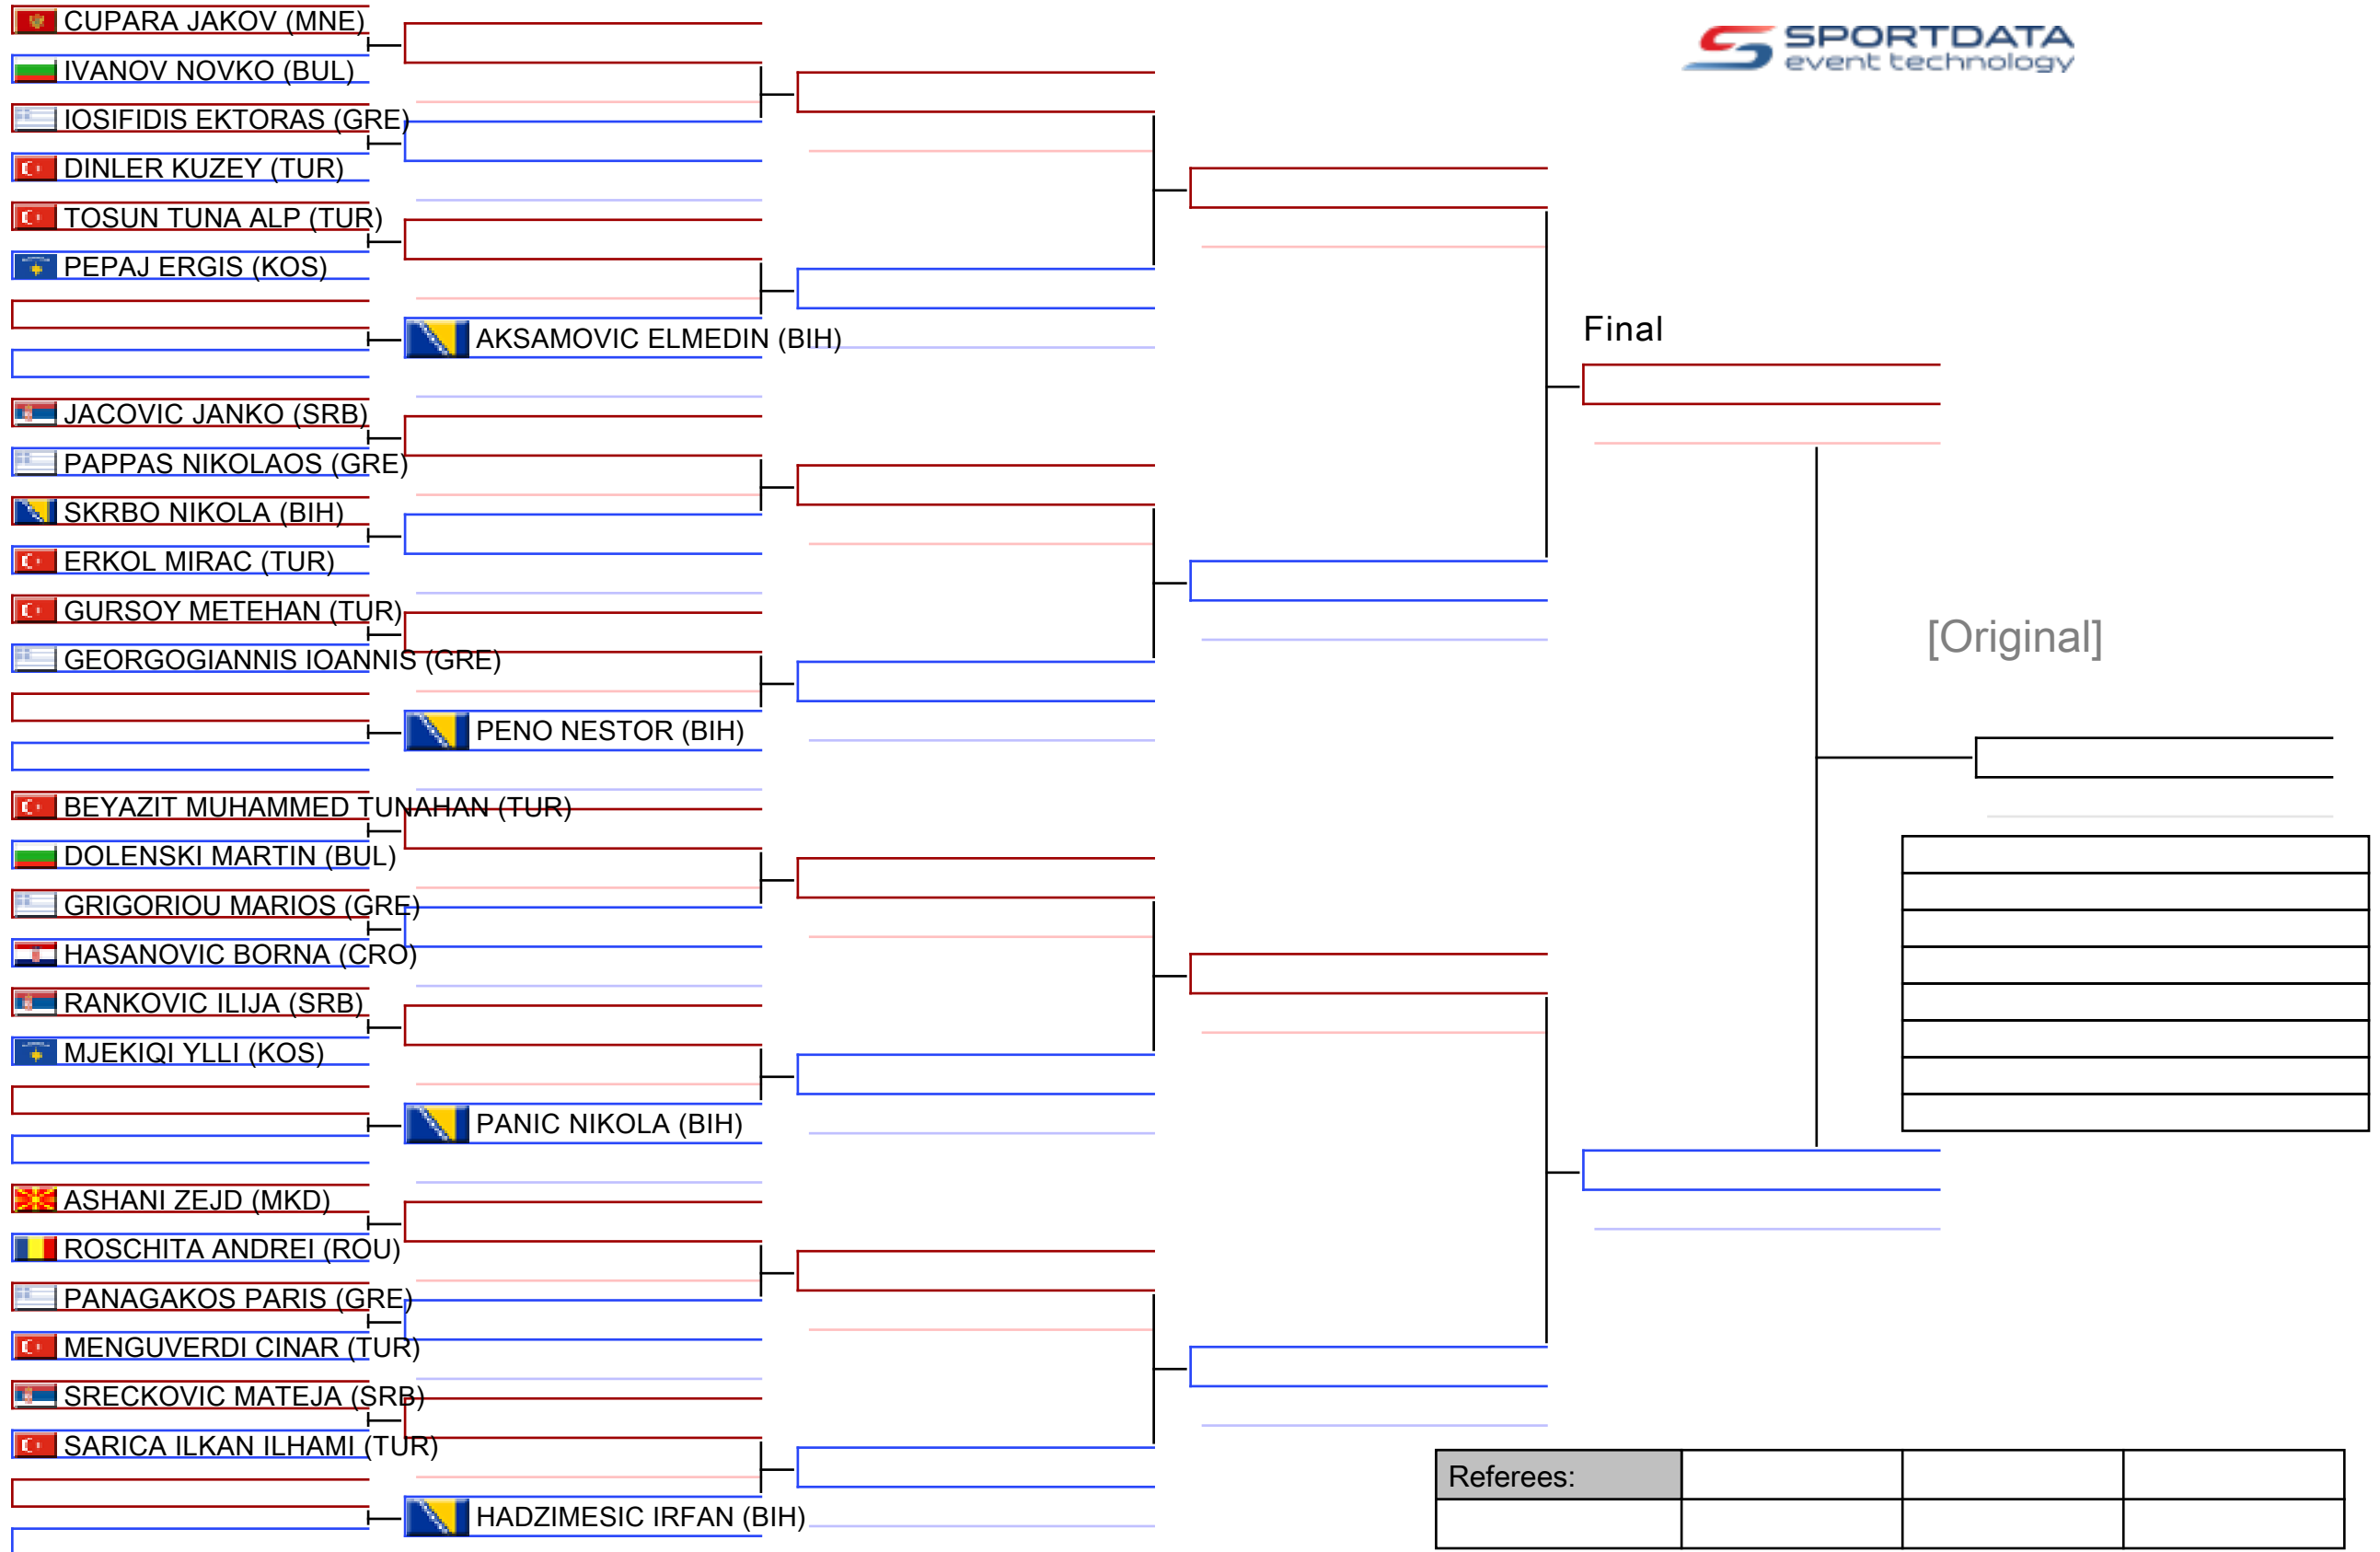 CUPARA JAKOV (MNE)
IVANOV NOVKO (BUL)
IOSIFIDIS EKTORAS (GRE)
DINLER KUZEY (TUR)
TOSUN TUNA ALP (TUR)
PEPAJ ERGIS (KOS)
AKSAMOVIC ELMEDIN (BIH)
JACOVIC JANKO (SRB)
PAPPAS NIKOLAOS (GRE)
SKRBO NIKOLA (BIH)
ERKOL MIRAC (TUR)
GURSOY METEHAN (TUR)
GEORGOGIANNIS IOANNIS (GRE)
PENO NESTOR (BIH)
BEYAZIT MUHAMMED TUNAHAN (TUR)
DOLENSKI MARTIN (BUL)
GRIGORIOU MARIOS (GRE)
HASANOVIC BORNA (CRO)
RANKOVIC ILIJA (SRB)
MJEKIQI YLLI (KOS)
PANIC NIKOLA (BIH)
ASHANI ZEJD (MKD)
ROSCHITA ANDREI (ROU)
PANAGAKOS PARIS (GRE)
MENGUVERDI CINAR (TUR)
SRECKOVIC MATEJA (SRB)
SARICA ILKAN ILHAMI (TUR)
HADZIMESIC IRFAN (BIH)
SPORTDATA
event technology
Final
[Original]
Referees: